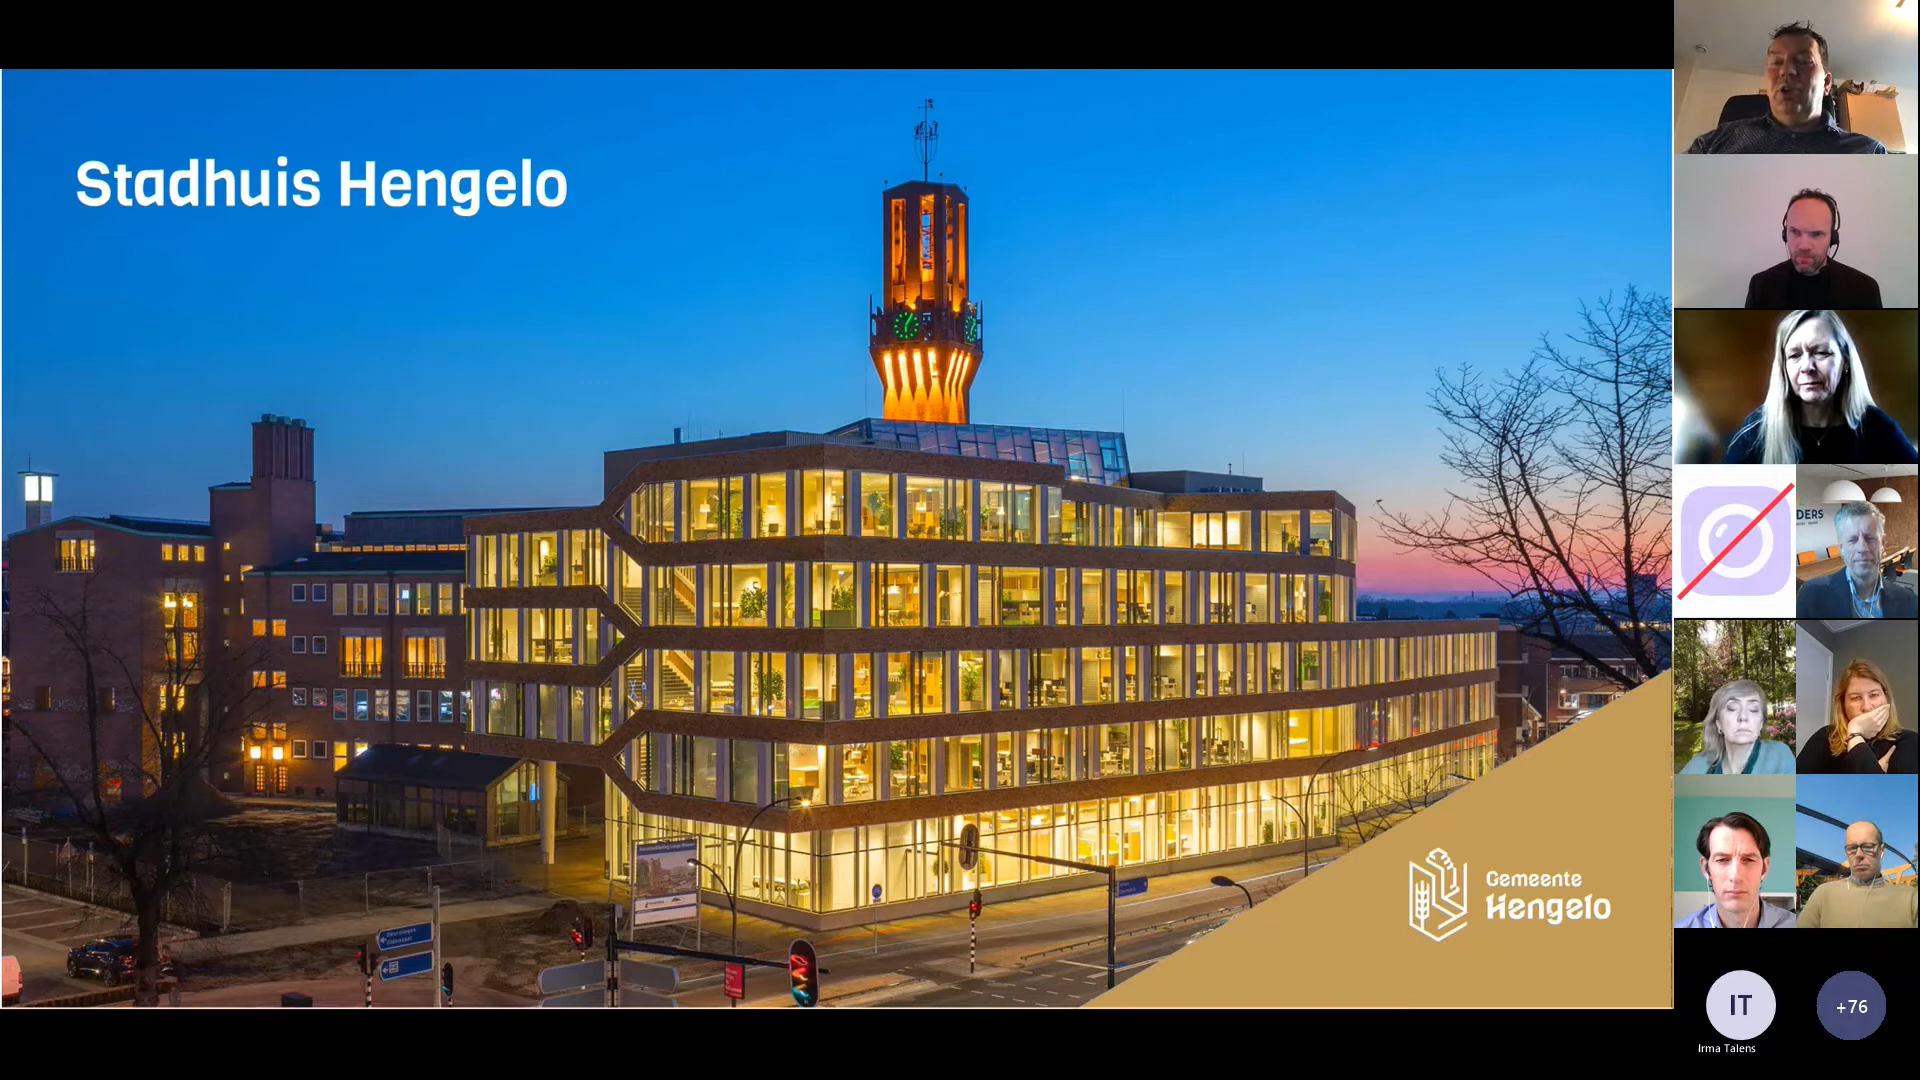 Stadhuis Hengelo
Gemeente
Hengelo
DERS
IT
Irma Talens
+76